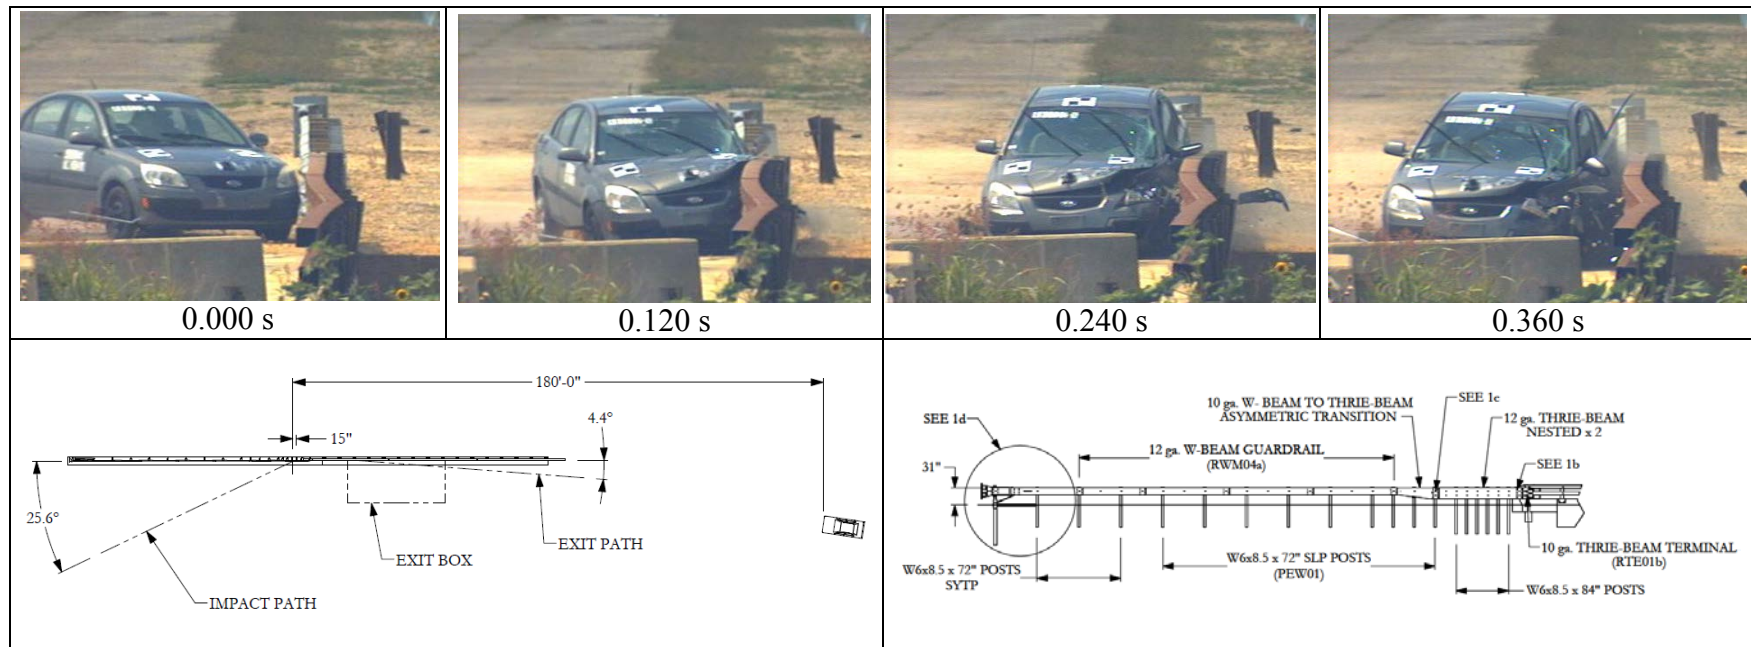 0.000 s
0.120 s
0.240 s
0.360 s
180'-0"
15"
4.4°
25.6°
EXIT PATH
EXIT BOX
IMPACT PATH
SEE 1d
10 ga. W- BEAM TO THRIE-BEAM
ASYMMETRIC TRANSITION
SEE 1c
12 ga. THRIE-BEAM
NESTED x 2
12 ga. W-BEAM GUARDRAIL
(RWM04a)
SEE 1b
31"
10 ga. THRIE-BEAM TERMINAL
(RTE01b)
W6x8.5 x 72" POSTS
SYTP
W6x8.5 x 72" SLP POSTS
(PEW01)
W6x8.5 x 84" POSTS